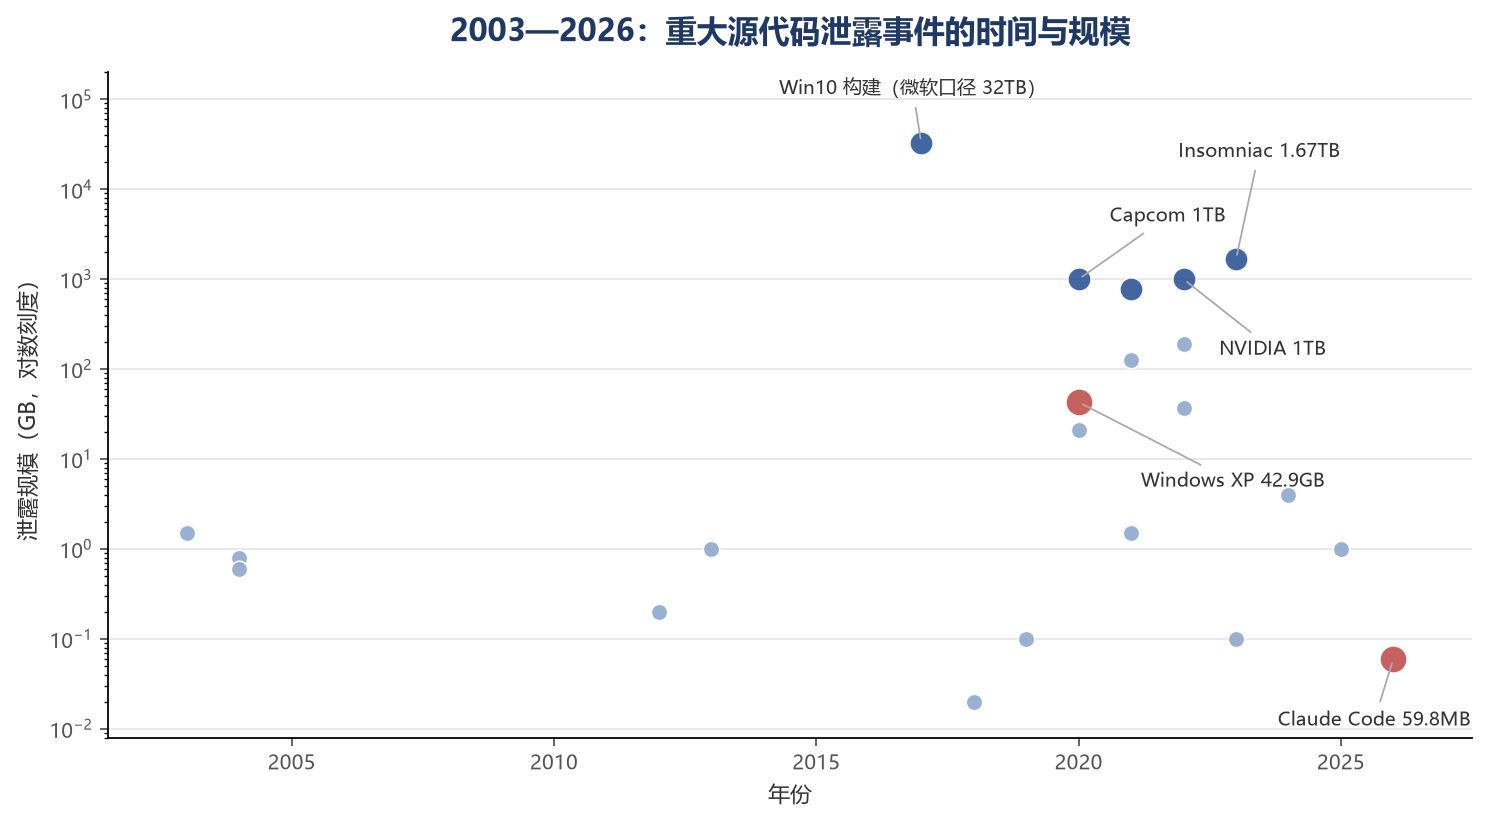 2003—2026：重大源代码泄露事件的时间与规模
Win10 构建（微软口径 32TB）
Insomniac 1.67TB
Capcom 1TB
NVIDIA 1TB
Windows XP 42.9GB
Claude Code 59.8MB
泄露规模（GB，对数刻度）
10⁵
10⁴
10³
10²
10¹
10⁰
10⁻¹
10⁻²
2005 2010 2015 2020 2025
年份